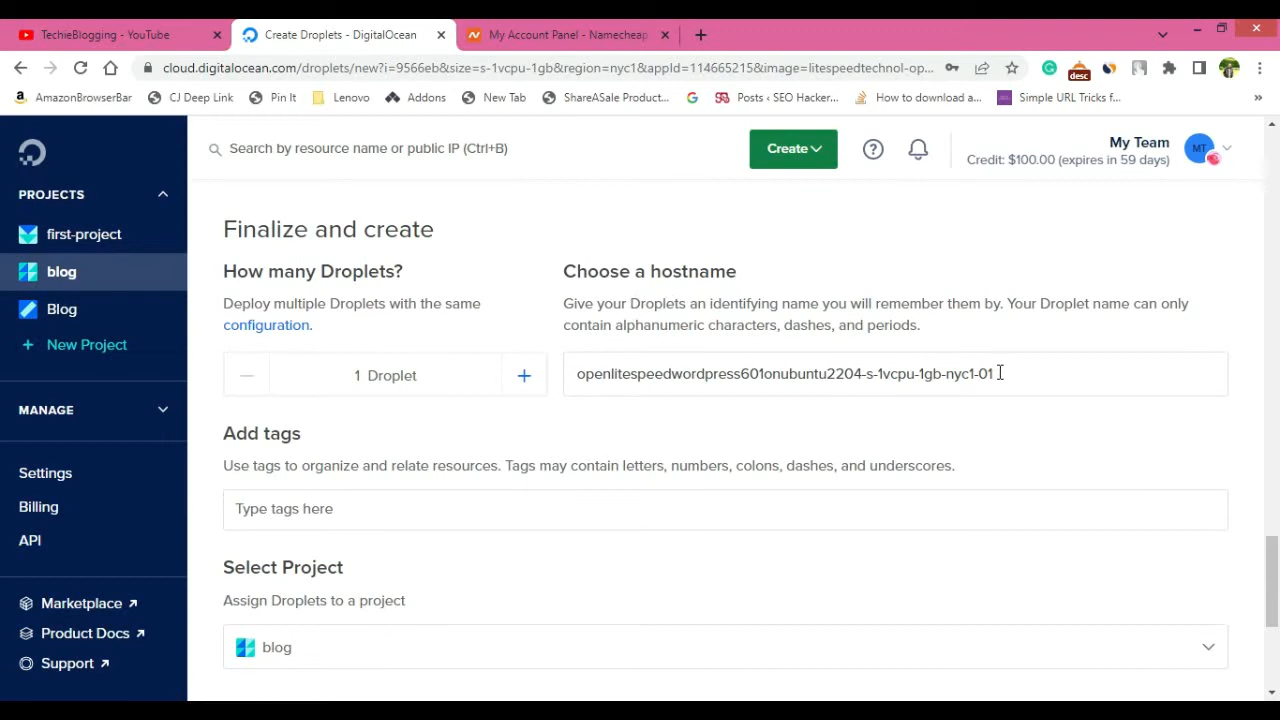 TechieBlogging - YouTube
Create Droplets - DigitalOcean
My Account Panel - Namecheap
cloud.digitalocean.com/droplets/new?i=9566eb&size=s-1vcpu-1gb&region=nyc1&appId=114665215&image=litespeedtechnol-op...
desc
AmazonBrowserBar
CJ Deep Link
Pin It
Lenovo
Addons
New Tab
ShareASale Product...
Posts ‹ SEO Hacker...
How to download a...
Simple URL Tricks f...
»
Search by resource name or public IP (Ctrl+B)
Create
My Team
Credit: $100.00 (expires in 59 days)
MT
PROJECTS
first-project
blog
Blog
+ New Project
MANAGE
Settings
Billing
API
Marketplace ↗
Product Docs ↗
Support ↗
Finalize and create
How many Droplets?
Deploy multiple Droplets with the same
configuration.
1 Droplet
Choose a hostname
Give your Droplets an identifying name you will remember them by. Your Droplet name can only
contain alphanumeric characters, dashes, and periods.
openlitespeedwordpress601onubuntu2204-s-1vcpu-1gb-nyc1-01
Add tags
Use tags to organize and relate resources. Tags may contain letters, numbers, colons, dashes, and underscores.
Type tags here
Select Project
Assign Droplets to a project
blog